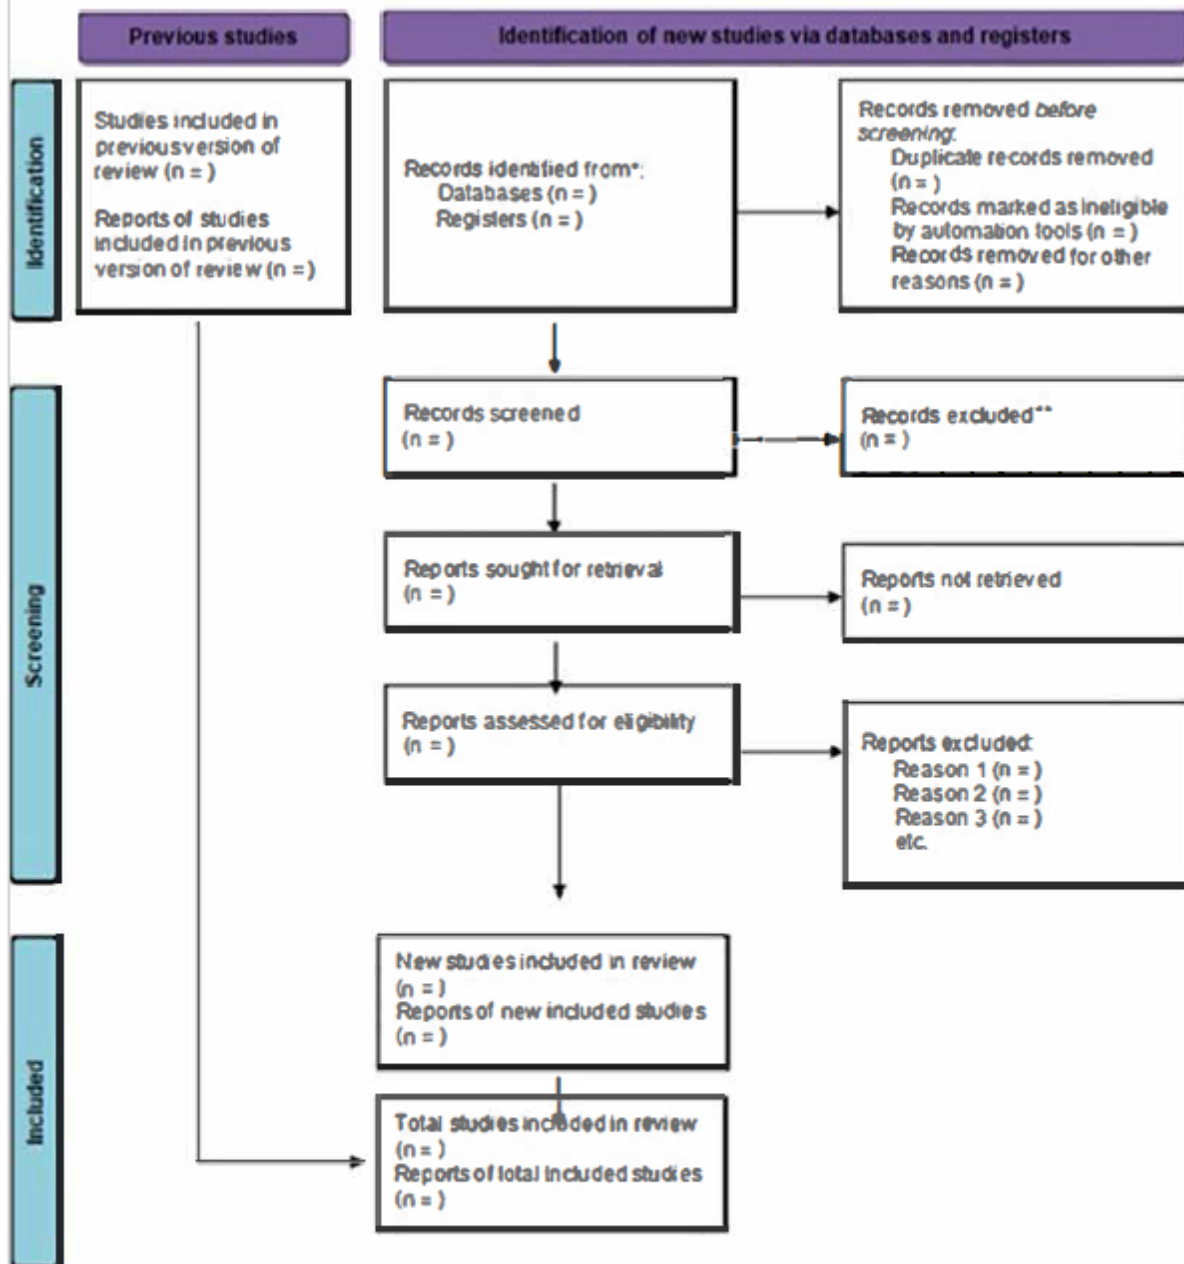 Previous studies
Identification of new studies via databases and registers
Identification
Studies included in
previous version of
review (n = )
Reports of studies
included in previous
version of review (n = )
Records identified from*:
Databases (n = )
Registers (n = )
Records removed before
screening:
Duplicate records removed
(n = )
Records marked as ineligible
by automation tools (n = )
Records removed for other
reasons (n = )
Screening
Records screened
(n = )
Records excluded**
(n = )
Reports sought for retrieval
(n = )
Reports not retrieved
(n = )
Reports assessed for eligibility
(n = )
Reports excluded:
Reason 1 (n = )
Reason 2 (n = )
Reason 3 (n = )
etc.
Included
New studies included in review
(n = )
Reports of new included studies
(n = )
Total studies included in review
(n = )
Reports of total included studies
(n = )